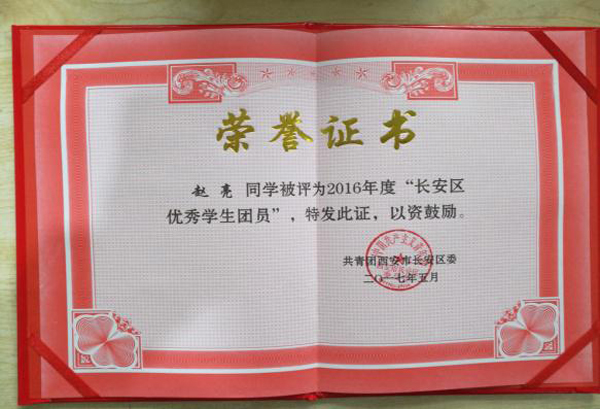 荣誉证书
赵亮 同学被评为2016年度“长安区
优秀学生团员”，特发此证，以资鼓励。
共青团西安市长安区委
二〇一七年五月